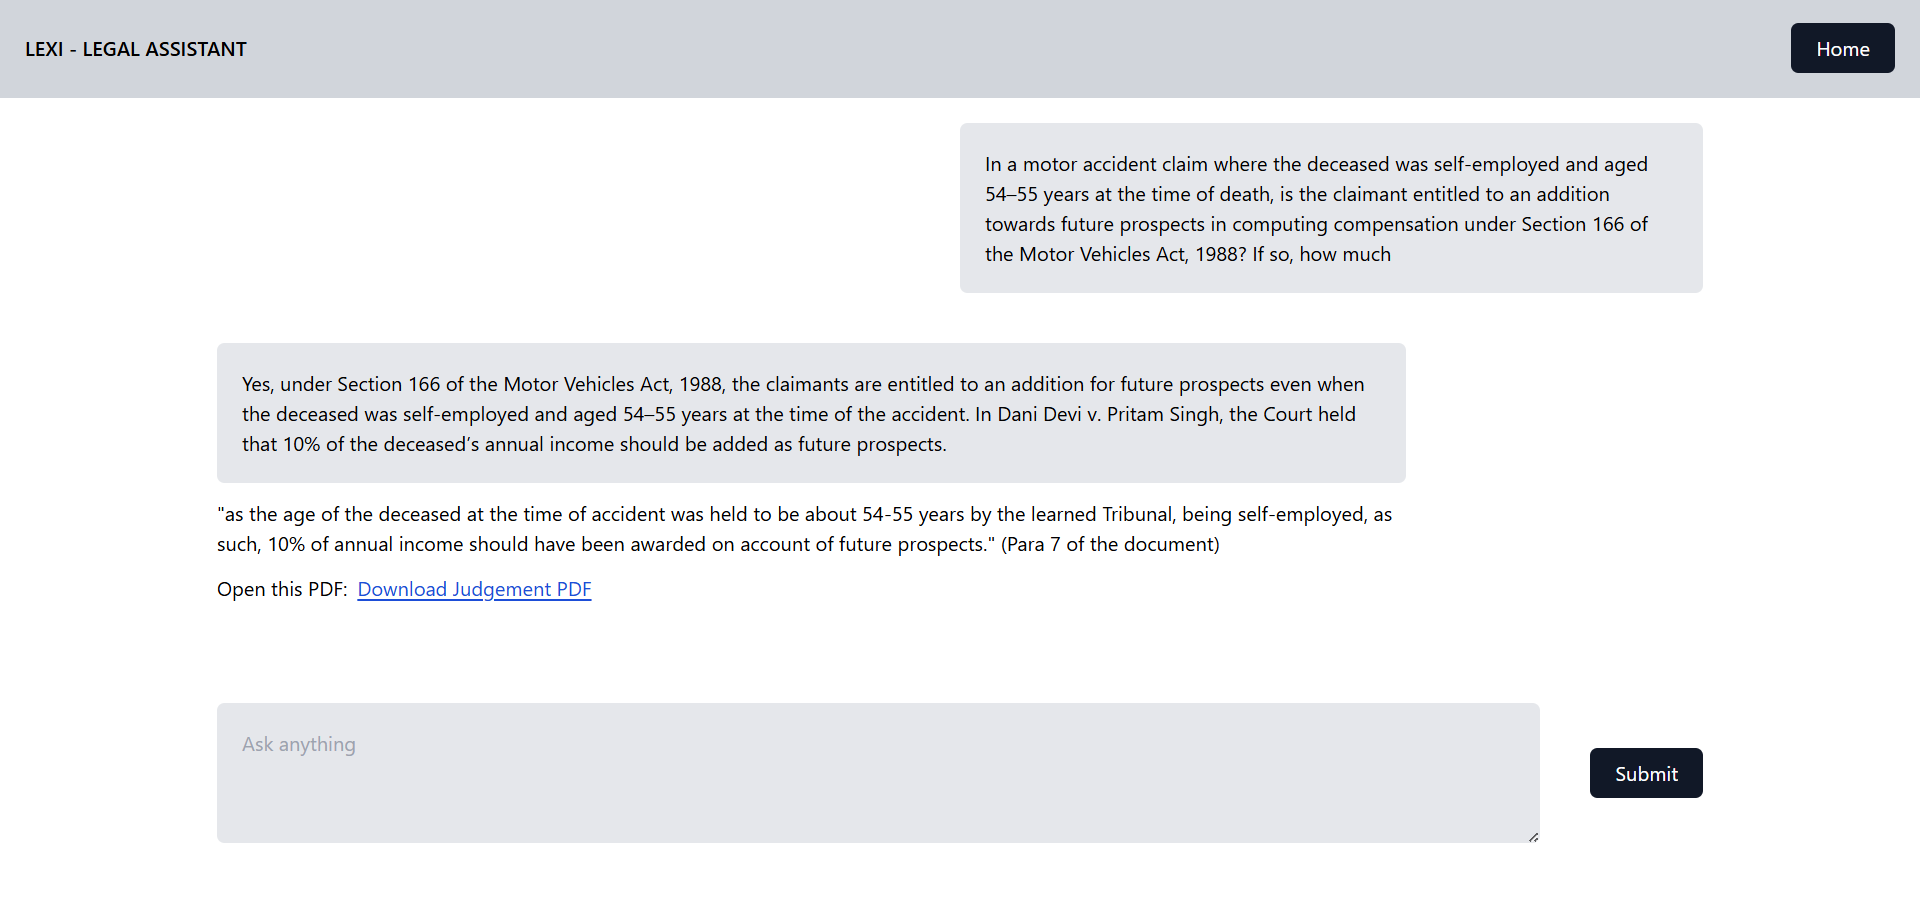 LEXI - LEGAL ASSISTANT
Home
In a motor accident claim where the deceased was self-employed and aged
54–55 years at the time of death, is the claimant entitled to an addition
towards future prospects in computing compensation under Section 166 of
the Motor Vehicles Act, 1988? If so, how much
Yes, under Section 166 of the Motor Vehicles Act, 1988, the claimants are entitled to an addition for future prospects even when
the deceased was self-employed and aged 54–55 years at the time of the accident. In Dani Devi v. Pritam Singh, the Court held
that 10% of the deceased’s annual income should be added as future prospects.
"as the age of the deceased at the time of accident was held to be about 54-55 years by the learned Tribunal, being self-employed, as
such, 10% of annual income should have been awarded on account of future prospects." (Para 7 of the document)
Open this PDF: Download Judgement PDF
Ask anything
Submit